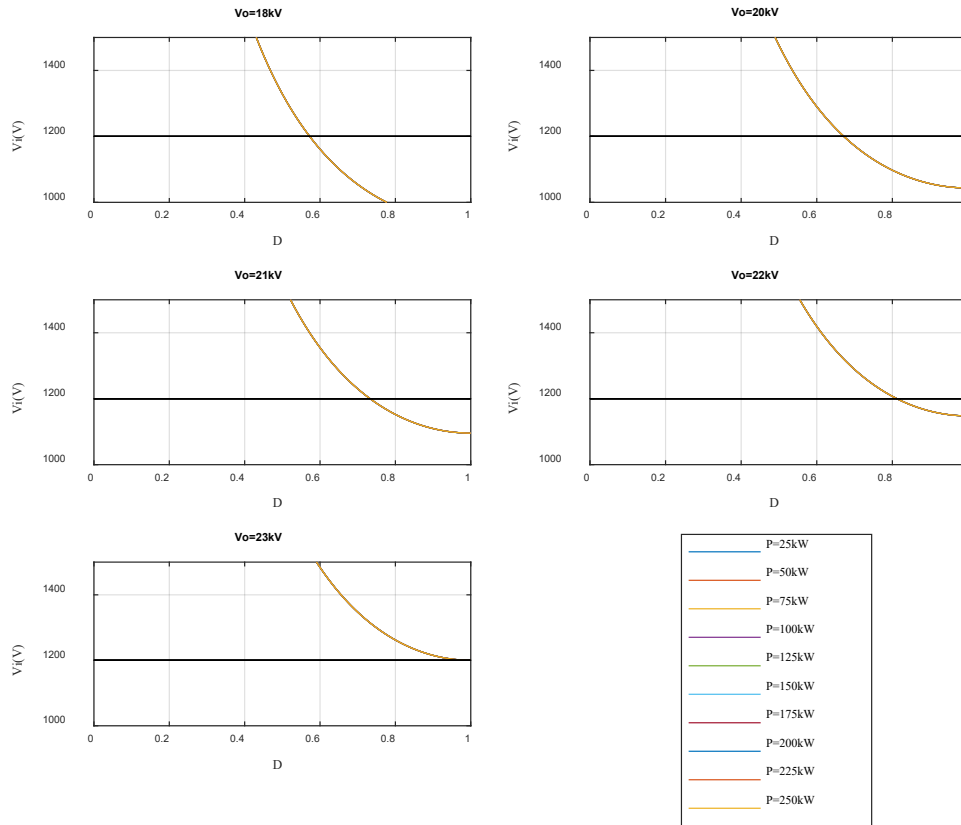 Vo=18kV
1400
1200
1000
Vi(V)
0 0.2 0.4 0.6 0.8 1
D
Vo=20kV
1400
1200
1000
Vi(V)
0 0.2 0.4 0.6 0.8
D
Vo=21kV
1400
1200
1000
Vi(V)
0 0.2 0.4 0.6 0.8 1
D
Vo=22kV
1400
1200
1000
Vi(V)
0 0.2 0.4 0.6 0.8
D
Vo=23kV
1400
1200
1000
Vi(V)
0 0.2 0.4 0.6 0.8 1
D
P=25kW
P=50kW
P=75kW
P=100kW
P=125kW
P=150kW
P=175kW
P=200kW
P=225kW
P=250kW